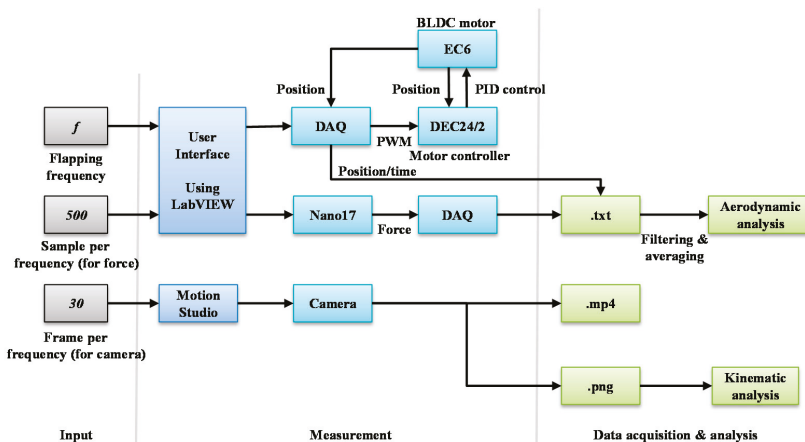 BLDC motor
EC6
Position
Position
PID control
f
Flapping
frequency
User
Interface
Using
LabVIEW
DAQ
PWM
DEC24/2
Motor controller
Position/time
500
Sample per
frequency (for force)
Nano17
Force
DAQ
.txt
Filtering &
averaging
Aerodynamic
analysis
30
Frame per
frequency (for camera)
Motion
Studio
Camera
.mp4
.png
Kinematic
analysis
Input
Measurement
Data acquisition & analysis